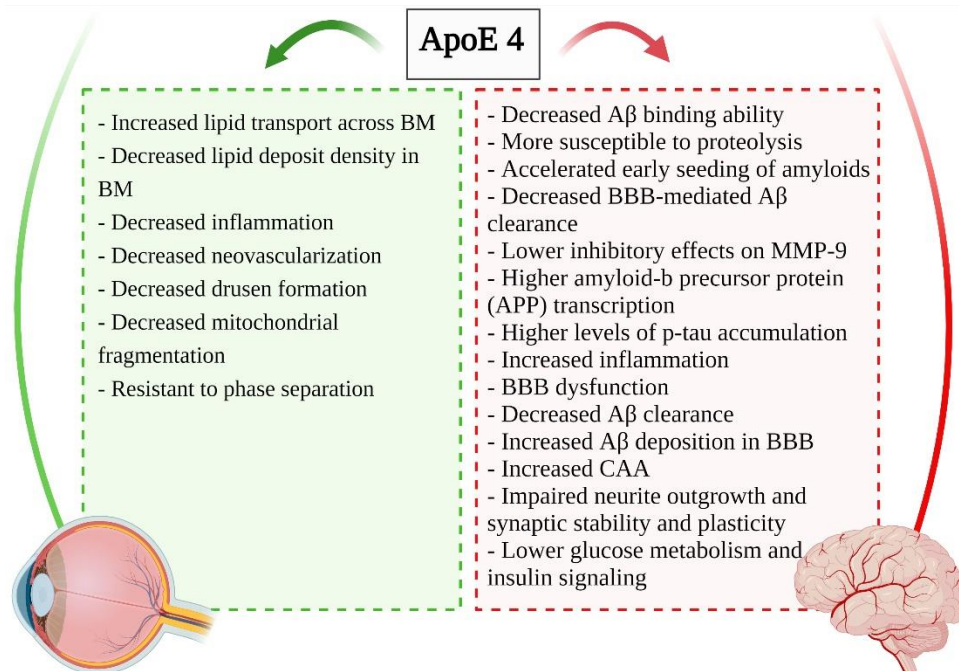 ApoE 4
- Increased lipid transport across BM
- Decreased lipid deposit density in
BM
- Decreased inflammation
- Decreased neovascularization
- Decreased drusen formation
- Decreased mitochondrial
fragmentation
- Resistant to phase separation
- Decreased Aβ binding ability
- More susceptible to proteolysis
- Accelerated early seeding of amyloids
- Decreased BBB-mediated Aβ
clearance
- Lower inhibitory effects on MMP-9
- Higher amyloid-b precursor protein
(APP) transcription
- Higher levels of p-tau accumulation
- Increased inflammation
- BBB dysfunction
- Decreased Aβ clearance
- Increased Aβ deposition in BBB
- Increased CAA
- Impaired neurite outgrowth and
synaptic stability and plasticity
- Lower glucose metabolism and
insulin signaling